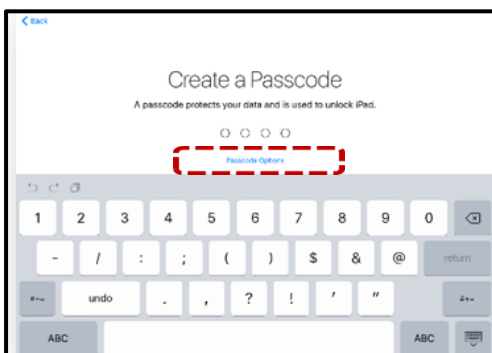 Back
Create a Passcode
A passcode protects your data and is used to unlock iPad.
Passcode Options
1 2 3 4 5 6 7 8 9 0
- / : ; ( ) $ & @ return
#+= undo . , ? ! ' " #+=
ABC ABC